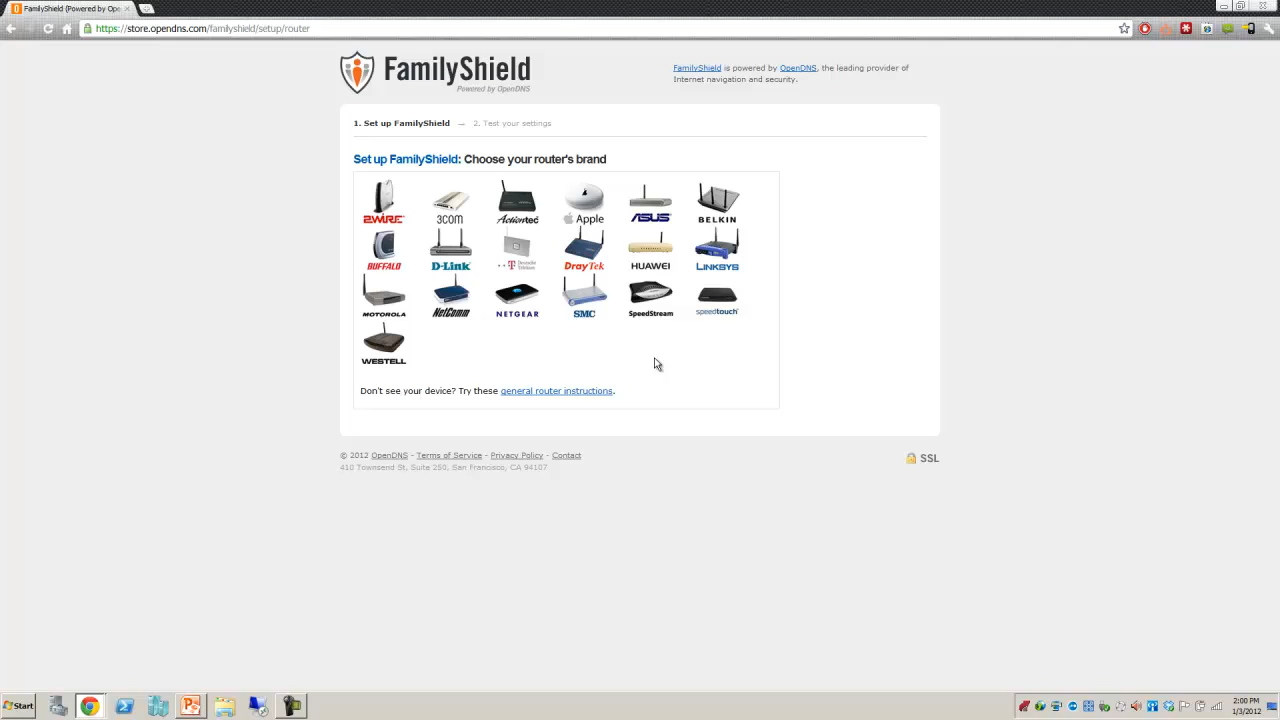 FamilyShield (Powered by Ope
https://store.opendns.com/familyshield/setup/router
FamilyShield
Powered by OpenDNS
FamilyShield is powered by OpenDNS, the leading provider of
Internet navigation and security.
1. Set up FamilyShield — 2. Test your settings
Set up FamilyShield: Choose your router's brand
2WIRE 3COM Actiontec Apple ASUS BELKIN
BUFFALO D-Link Deutsche Telekom DrayTek HUAWEI LINKSYS
MOTOROLA NetComm NETGEAR SMC SpeedStream speedtouch
WESTELL
Don't see your device? Try these general router instructions.
© 2012 OpenDNS - Terms of Service - Privacy Policy - Contact
410 Townsend St, Suite 250, San Francisco, CA 94107
SSL
Start
2:00 PM
1/3/2012